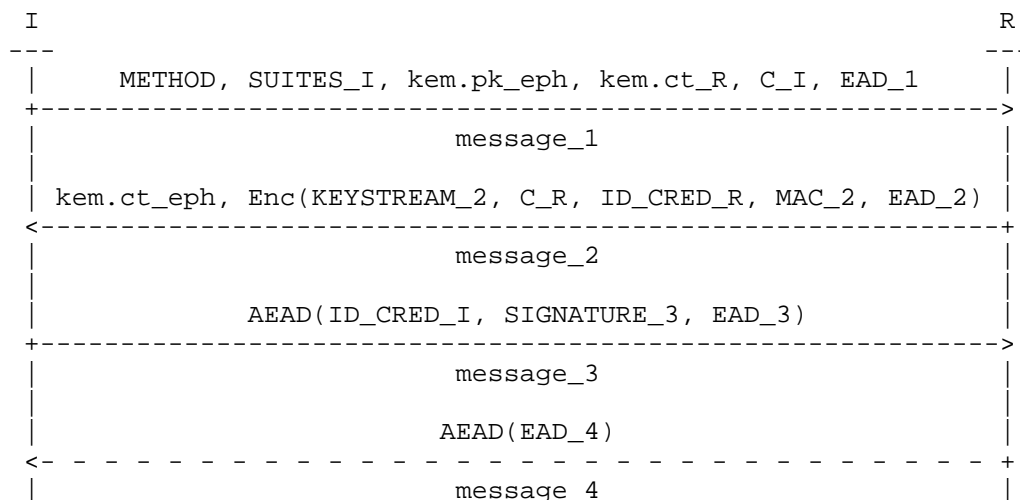 I R
METHOD, SUITES_I, kem.pk_eph, kem.ct_R, C_I, EAD_1
message_1
kem.ct_eph, Enc(KEYSTREAM_2, C_R, ID_CRED_R, MAC_2, EAD_2)
message_2
AEAD(ID_CRED_I, SIGNATURE_3, EAD_3)
message_3
AEAD(EAD_4)
message_4